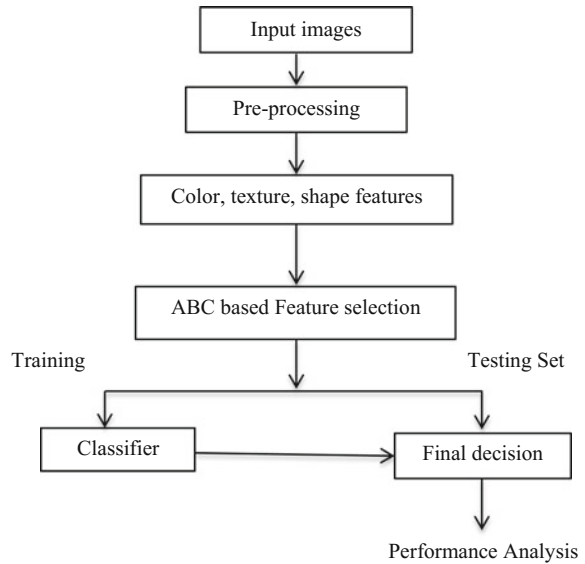 Input images
Pre-processing
Color, texture, shape features
ABC based Feature selection
Training
Testing Set
Classifier
Final decision
Performance Analysis